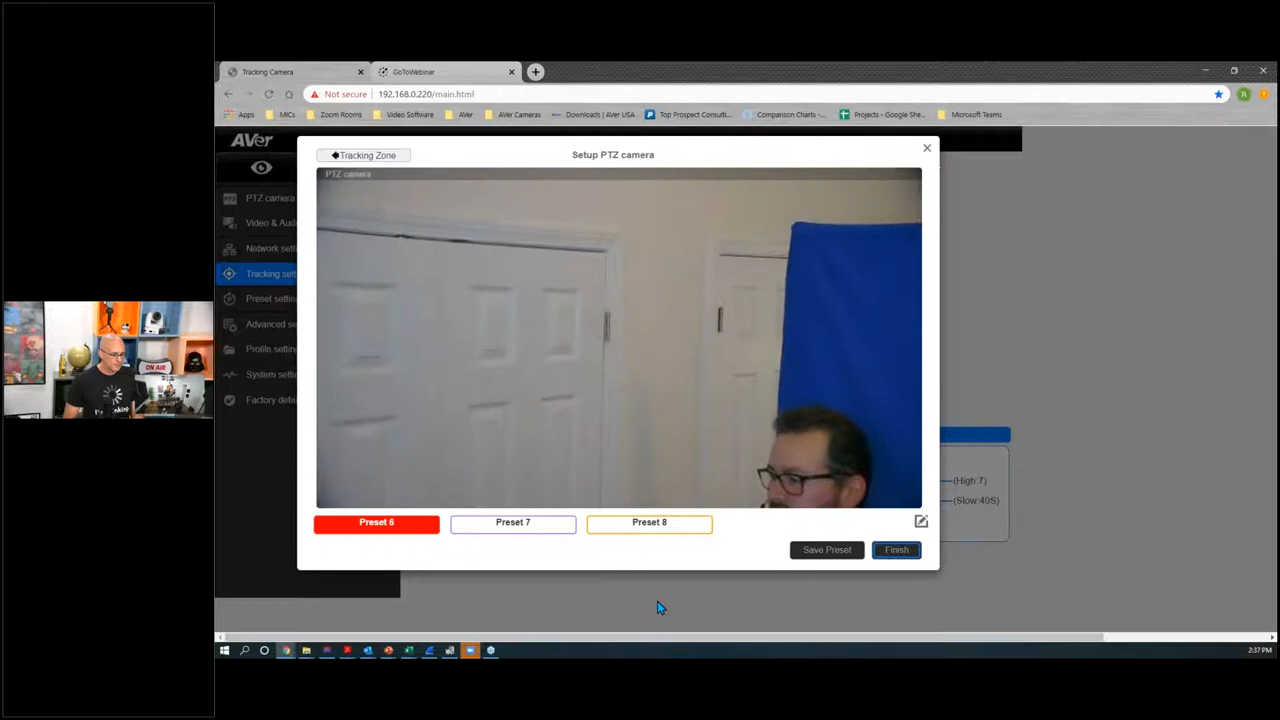 Tracking Camera
GoToWebinar
Not secure 192.168.0.220/main.html
R
Apps MICs Zoom Rooms Video Software AVer AVer Cameras Downloads | AVer USA Top Prospect Consulti... Comparison Charts -... Projects - Google She... Microsoft Teams
AVer
Tracking Zone
Setup PTZ camera
PTZ camera
PTZ camera
Video & Aud
Network sett
Tracking sett
Preset settin
Advanced se
Profile settin
System setti
Factory defa
ON AIR
(High:7)
(Slow:40S)
Preset 6
Preset 7
Preset 8
Save Preset
Finish
2:37 PM